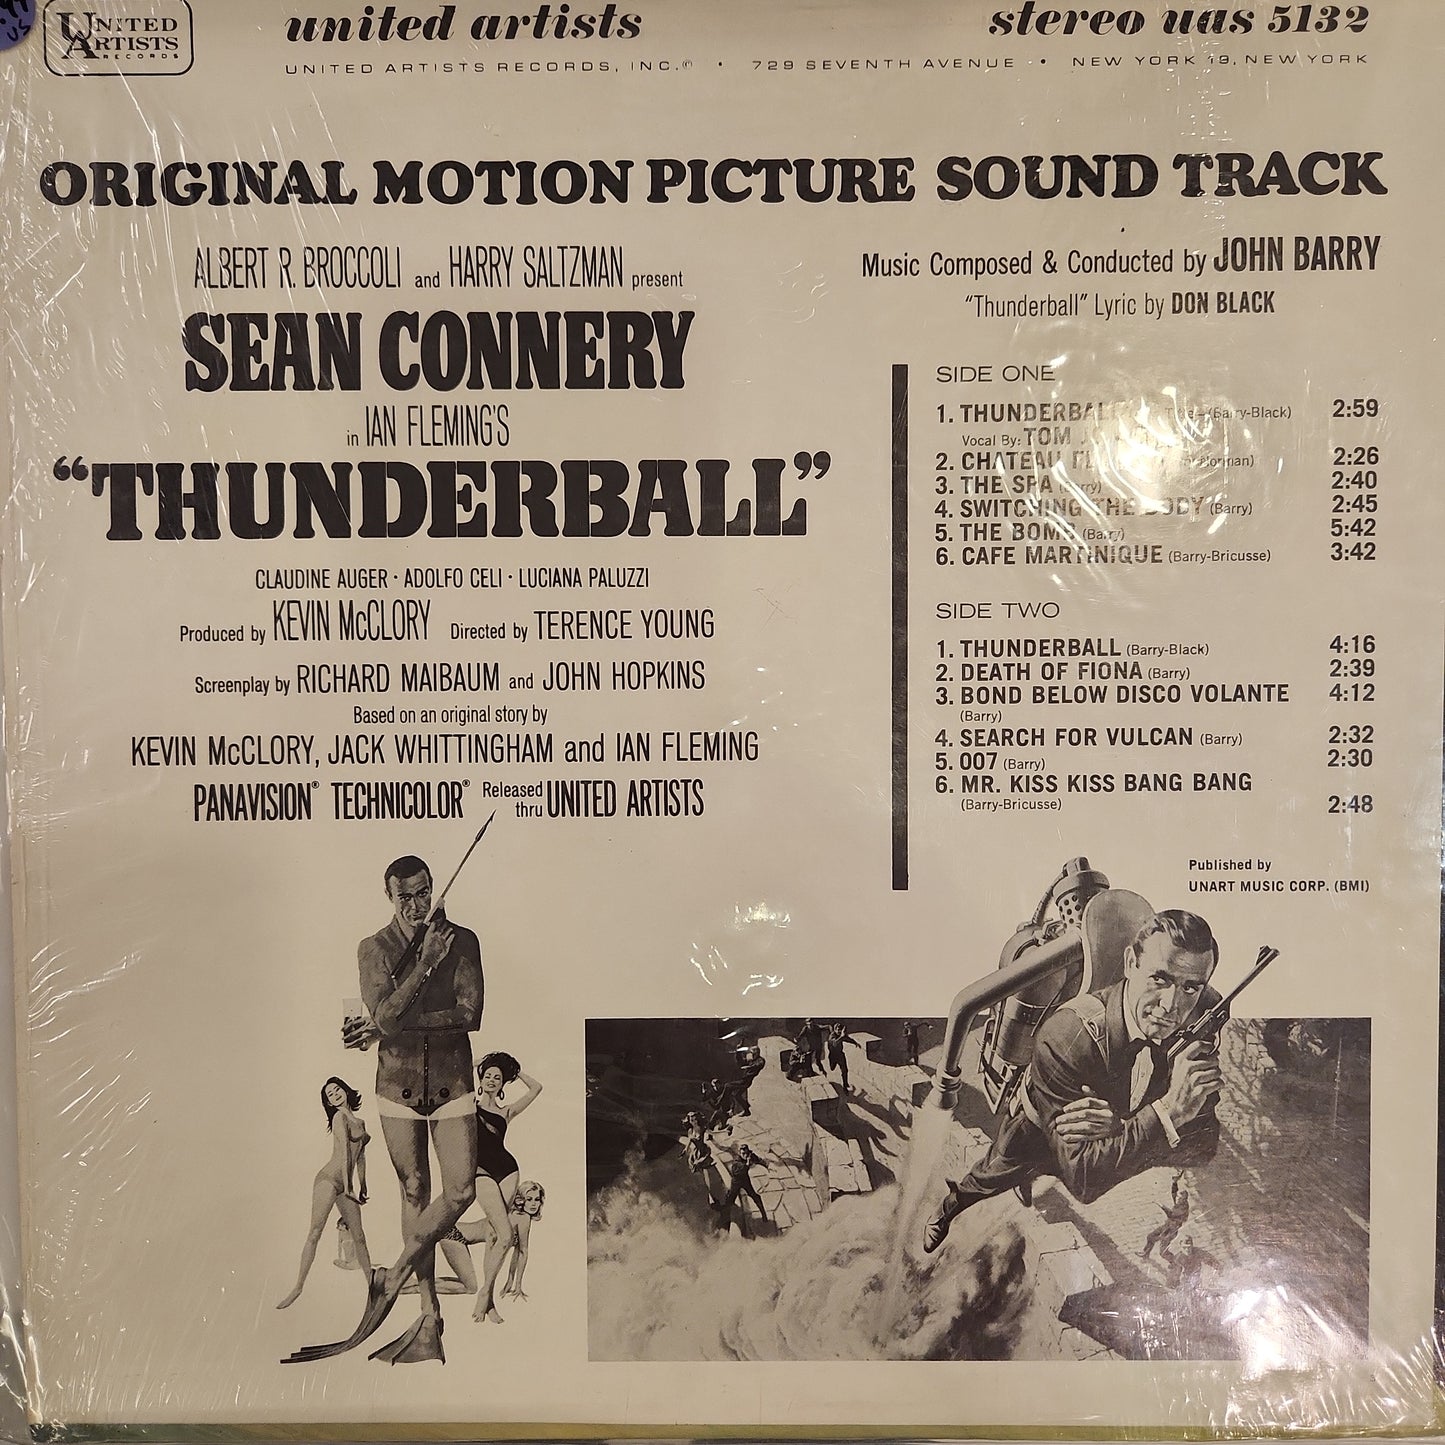 UNITED
ARTISTS
RECORDS
united artists
stereo uas 5132
UNITED ARTISTS RECORDS, INC.® • 729 SEVENTH AVENUE • NEW YORK 19, NEW YORK
ORIGINAL MOTION PICTURE SOUND TRACK
ALBERT R. BROCCOLI and HARRY SALTZMAN present
SEAN CONNERY
in IAN FLEMING'S
“THUNDERBALL”
CLAUDINE AUGER · ADOLFO CELI · LUCIANA PALUZZI
Produced by KEVIN McCLORY Directed by TERENCE YOUNG
Screenplay by RICHARD MAIBAUM and JOHN HOPKINS
Based on an original story by
KEVIN McCLORY, JACK WHITTINGHAM and IAN FLEMING
PANAVISION® TECHNICOLOR® Released thru UNITED ARTISTS
Music Composed & Conducted by JOHN BARRY
“Thunderball” Lyric by DON BLACK
SIDE ONE
1. THUNDERBALL (Barry-Black) 2:59
Vocal By: TOM
2. CHATEAU 2:26
3. THE SPA (Barry) 2:40
4. SWITCHING THE BODY (Barry) 2:45
5. THE BOMB (Barry) 5:42
6. CAFE MARTINIQUE (Barry-Bricusse) 3:42
SIDE TWO
1. THUNDERBALL (Barry-Black) 4:16
2. DEATH OF FIONA (Barry) 2:39
3. BOND BELOW DISCO VOLANTE 4:12
(Barry)
4. SEARCH FOR VULCAN (Barry) 2:32
5. 007 (Barry) 2:30
6. MR. KISS KISS BANG BANG
(Barry-Bricusse) 2:48
Published by
UNART MUSIC CORP. (BMI)